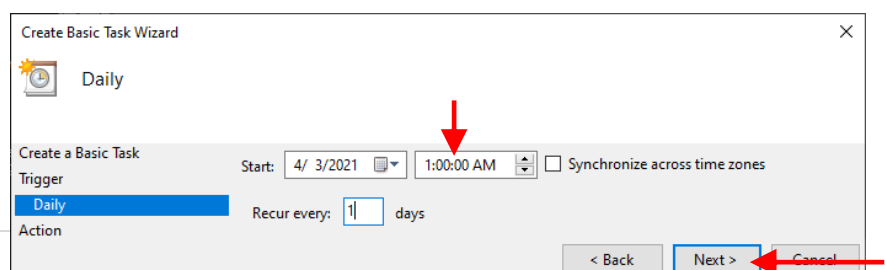 Create Basic Task Wizard
Daily
Create a Basic Task
Trigger
Daily
Action
Start: 4/ 3/2021 1:00:00 AM Synchronize across time zones
Recur every: 1 days
< Back Next > Cancel